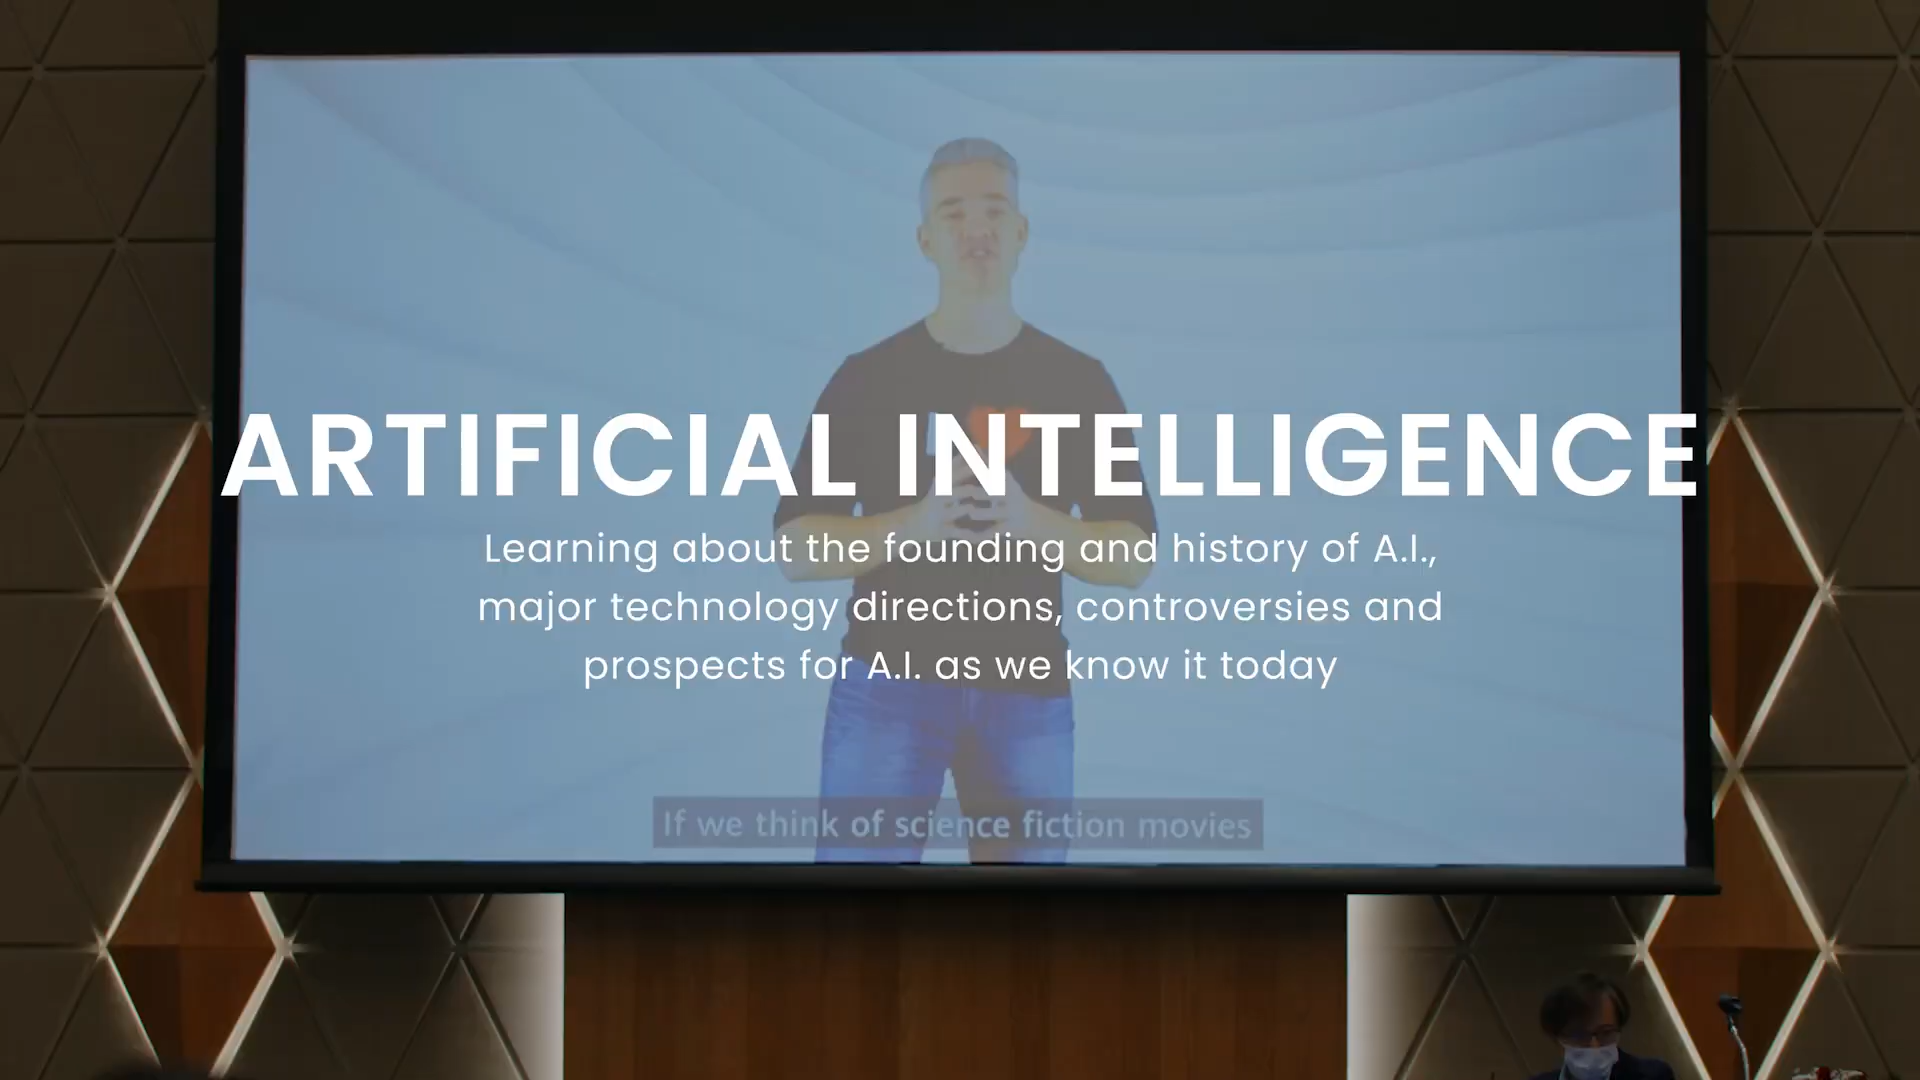 ARTIFICIAL INTELLIGENCE
Learning about the founding and history of A.I.,
major technology directions, controversies and
prospects for A.I. as we know it today
If we think of science fiction movies